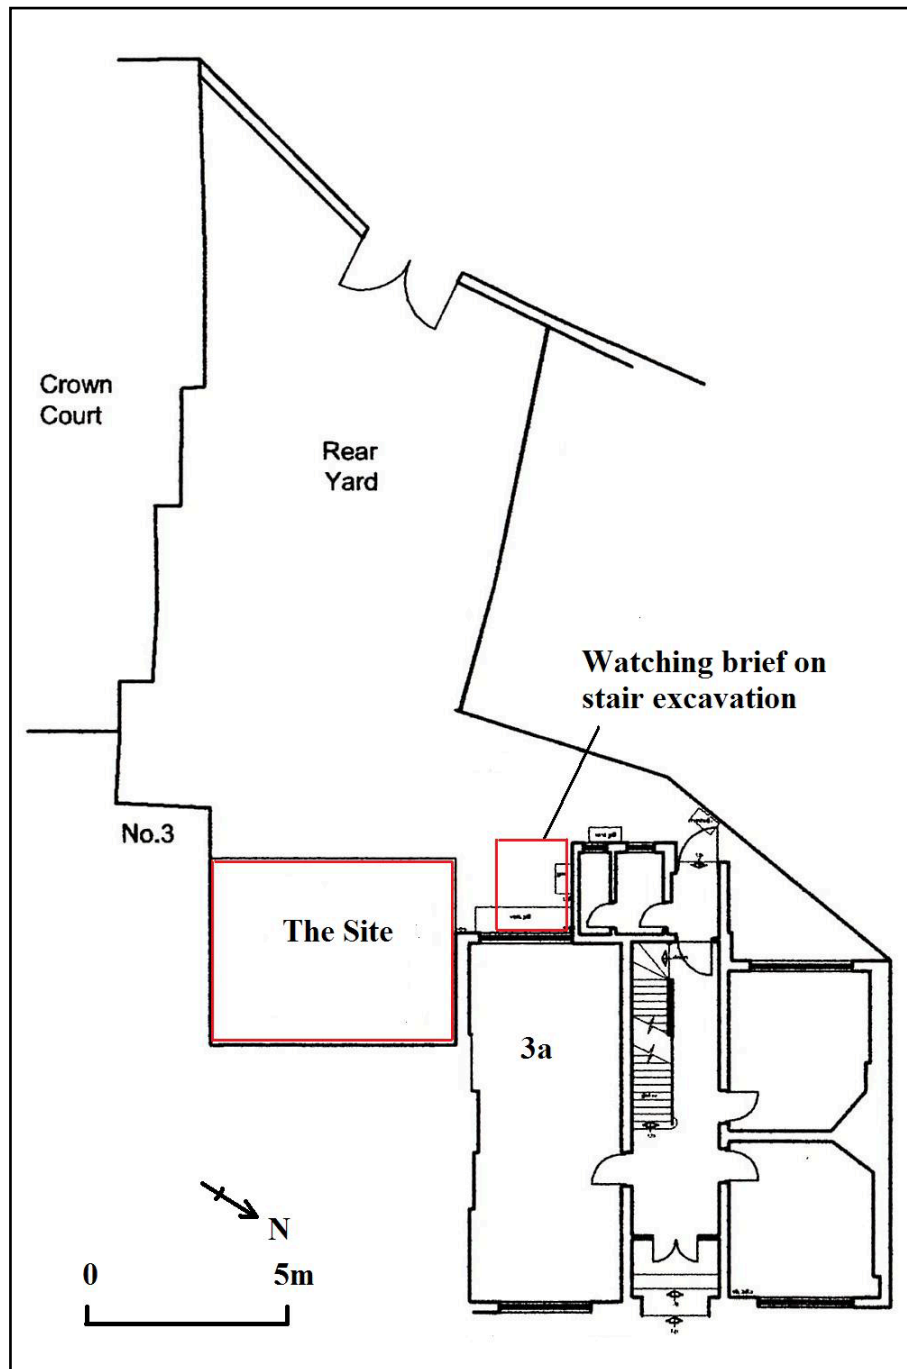 Crown
Court
Rear
Yard
Watching brief on
stair excavation
No.3
The Site
3a
N
0 5m